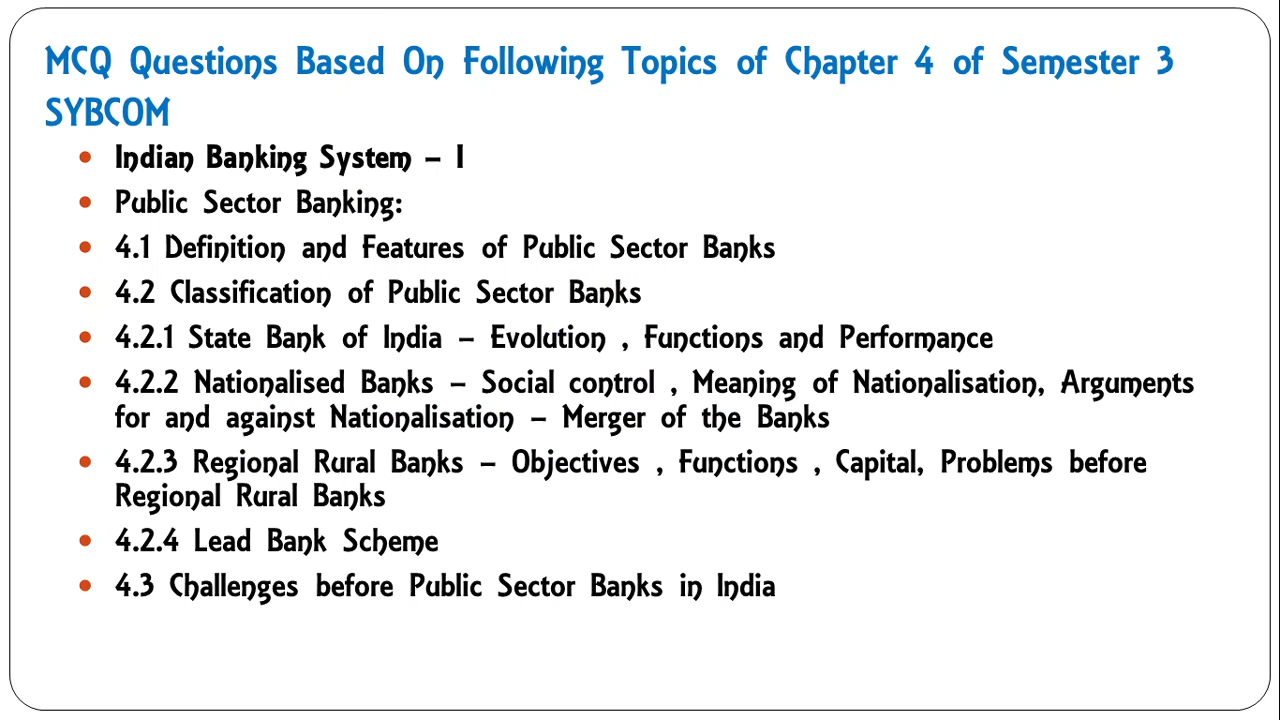 MCQ Questions Based On Following Topics of Chapter 4 of Semester 3
SYBCOM
• Indian Banking System – I
• Public Sector Banking:
• 4.1 Definition and Features of Public Sector Banks
• 4.2 Classification of Public Sector Banks
• 4.2.1 State Bank of India – Evolution , Functions and Performance
• 4.2.2 Nationalised Banks – Social control , Meaning of Nationalisation, Arguments
for and against Nationalisation – Merger of the Banks
• 4.2.3 Regional Rural Banks – Objectives , Functions , Capital, Problems before
Regional Rural Banks
• 4.2.4 Lead Bank Scheme
• 4.3 Challenges before Public Sector Banks in India